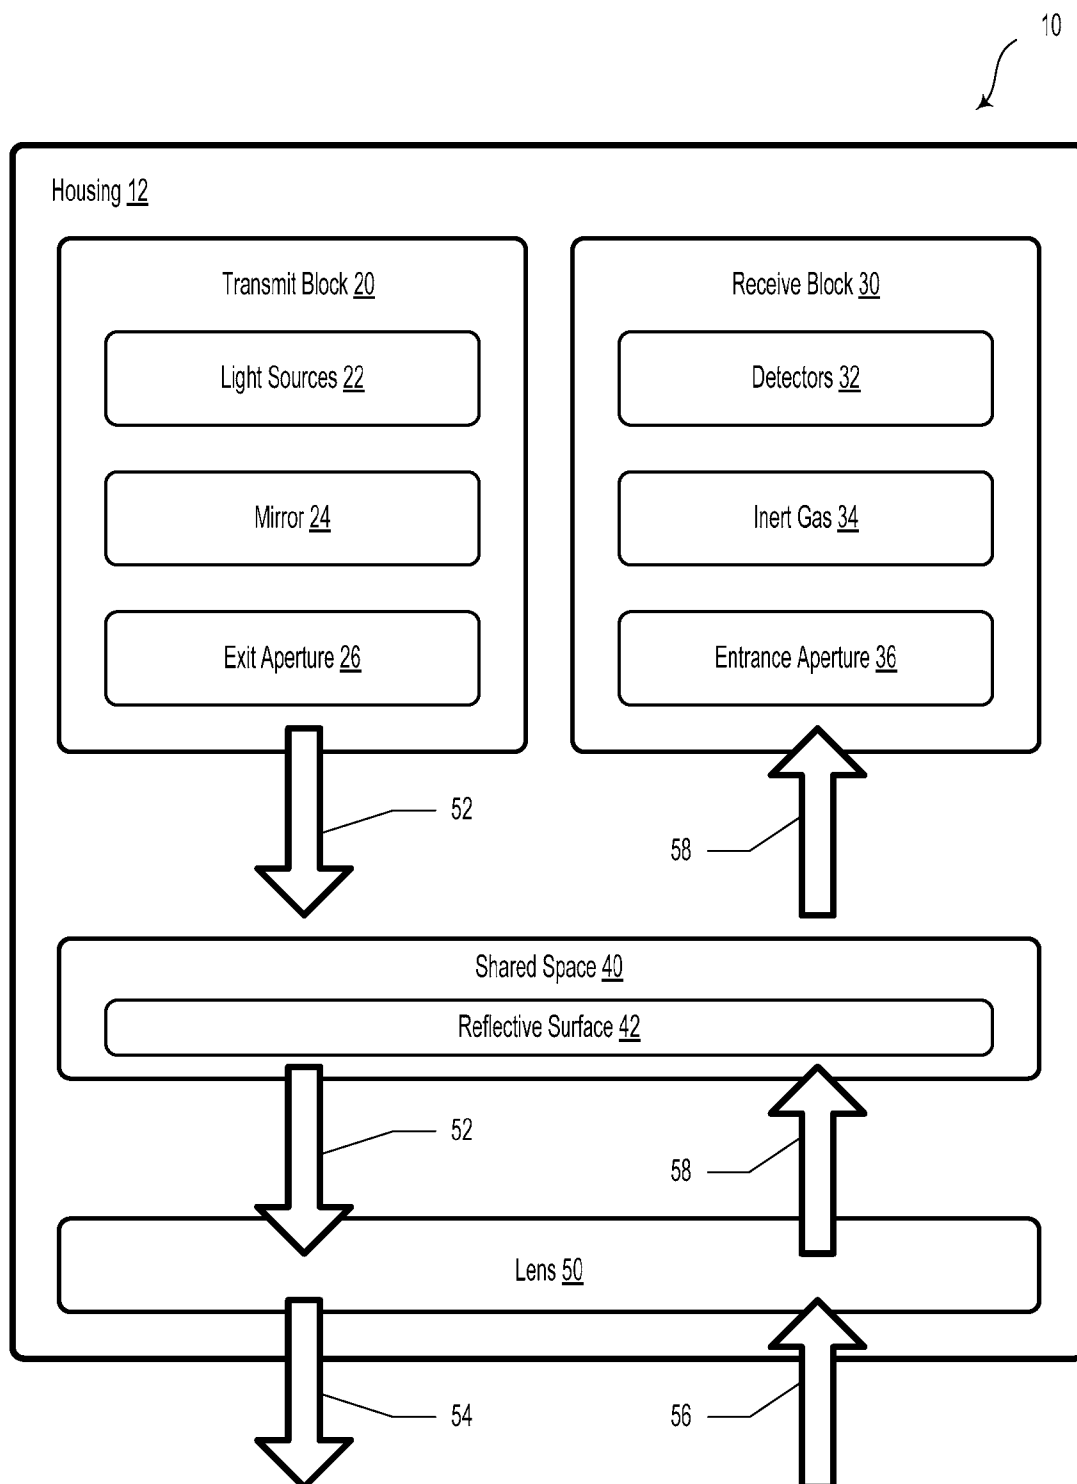 10
Housing 12
Transmit Block 20
Receive Block 30
Light Sources 22
Detectors 32
Mirror 24
Inert Gas 34
Exit Aperture 26
Entrance Aperture 36
52
58
Shared Space 40
Reflective Surface 42
52
58
Lens 50
54
56